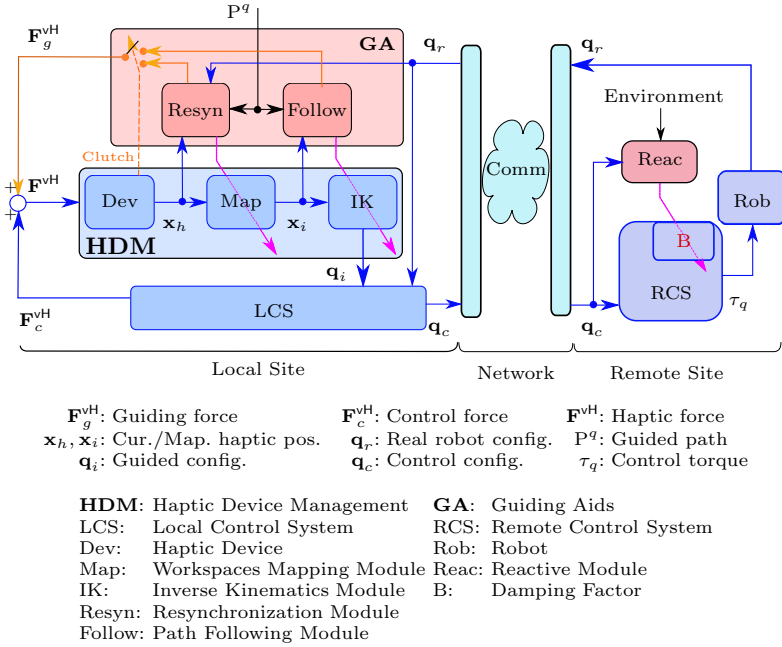 P^q
F_g^vH
GA
q_r
q_r
Resyn
Follow
Environment
Clutch
Comm
Reac
+
F^vH
+
Dev
Map
IK
Rob
x_h
x_i
HDM
B
q_i
RCS
LCS
F_c^vH
q_c
q_c
τ_q
Local Site
Network
Remote Site
F_g^vH: Guiding force
F_c^vH: Control force
F^vH: Haptic force
x_h, x_i: Cur./Map. haptic pos.
q_r: Real robot config.
P^q: Guided path
q_i: Guided config.
q_c: Control config.
τ_q: Control torque
HDM: Haptic Device Management
GA: Guiding Aids
LCS: Local Control System
RCS: Remote Control System
Dev: Haptic Device
Rob: Robot
Map: Workspaces Mapping Module
Reac: Reactive Module
IK: Inverse Kinematics Module
B: Damping Factor
Resyn: Resynchronization Module
Follow: Path Following Module